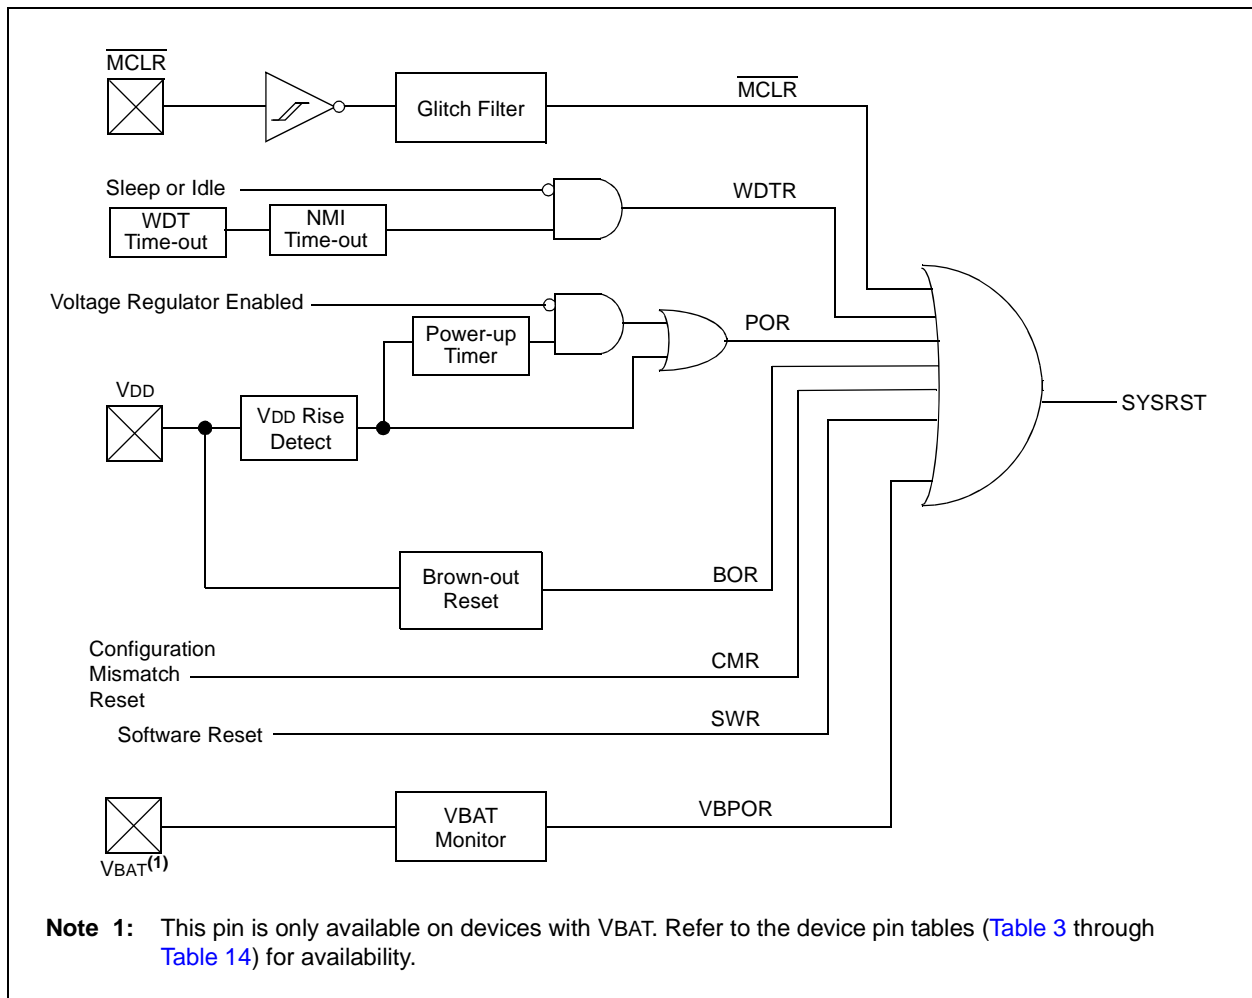 MCLR
Glitch Filter
MCLR
Sleep or Idle
WDT
Time-out
NMI
Time-out
WDTR
Voltage Regulator Enabled
Power-up
Timer
POR
VDD
VDD Rise
Detect
SYSRST
Brown-out
Reset
BOR
Configuration
Mismatch
Reset
CMR
Software Reset
SWR
VBAT
Monitor
VBPOR
VBAT(1)
Note 1: This pin is only available on devices with VBAT. Refer to the device pin tables (Table 3 through
Table 14) for availability.